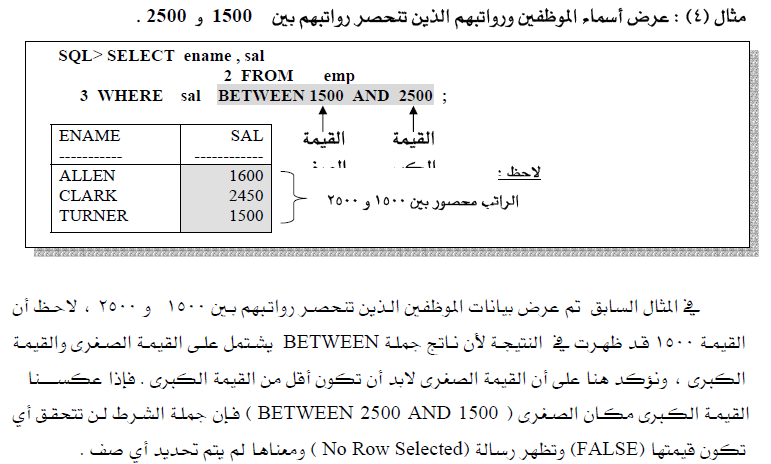 مثال (٤) : عرض أسماء الموظفين ورواتبهم الذين تنحصر رواتبهم بين 1500 و 2500 .
SQL> SELECT ename , sal
2 FROM emp
3 WHERE sal BETWEEN 1500 AND 2500 ;
القيمة القيمة
ENAME SAL
----------- ------------
ALLEN 1600
CLARK 2450
TURNER 1500
لاحظ :
الراتب محصور بين ١٥٠٠ و ٢٥٠٠
في المثال السابق تم عرض بيانات الموظفين الذين تنحصر رواتبهم بين ١٥٠٠ و ٢٥٠٠ ، لاحظ أن
القيمة ١٥٠٠ قد ظهرت في النتيجة لأن ناتج جملة BETWEEN يشتمل على القيمة الصغرى والقيمة
الكبرى ، ونؤكد هنا على أن القيمة الصغرى لابد أن تكون أقل من القيمة الكبرى . فإذا عكسنا
القيمة الكبرى مكان الصغرى ( BETWEEN 2500 AND 1500 ) فإن جملة الشرط لن تتحقق أي
تكون قيمتها (FALSE) وتظهر رسالة (No Row Selected ) ومعناها لم يتم تحديد أي صف .